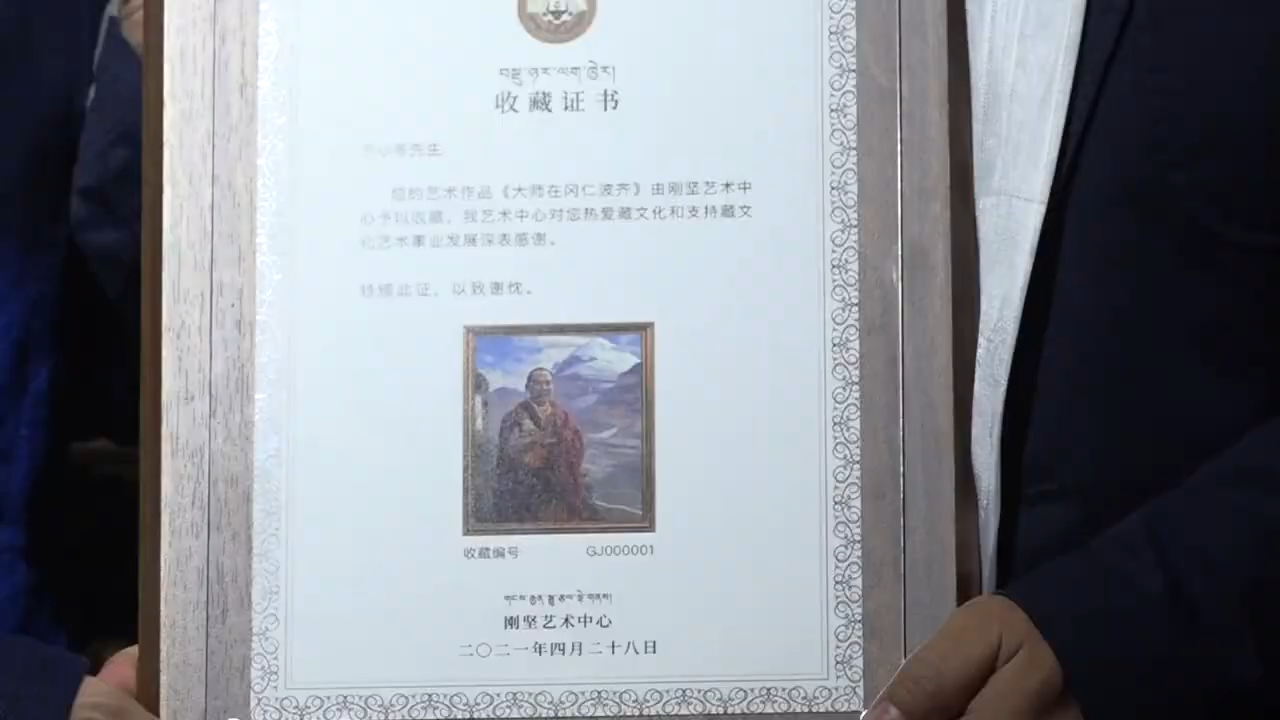 བསྡུ་ཉར་ལག་ཁྱེར།
收藏证书
先生
您的艺术作品《大师在冈仁波齐》由刚坚艺术中
心予以收藏，我艺术中心对您热爱藏文化和支持藏文
化艺术事业发展深表感谢。
特颁此证，以致谢忱。
收藏编号 GJ000001
གངས་རྒྱན་སྒྱུ་རྩལ་ལྟེ་གནས།
刚坚艺术中心
二〇二一年四月二十八日